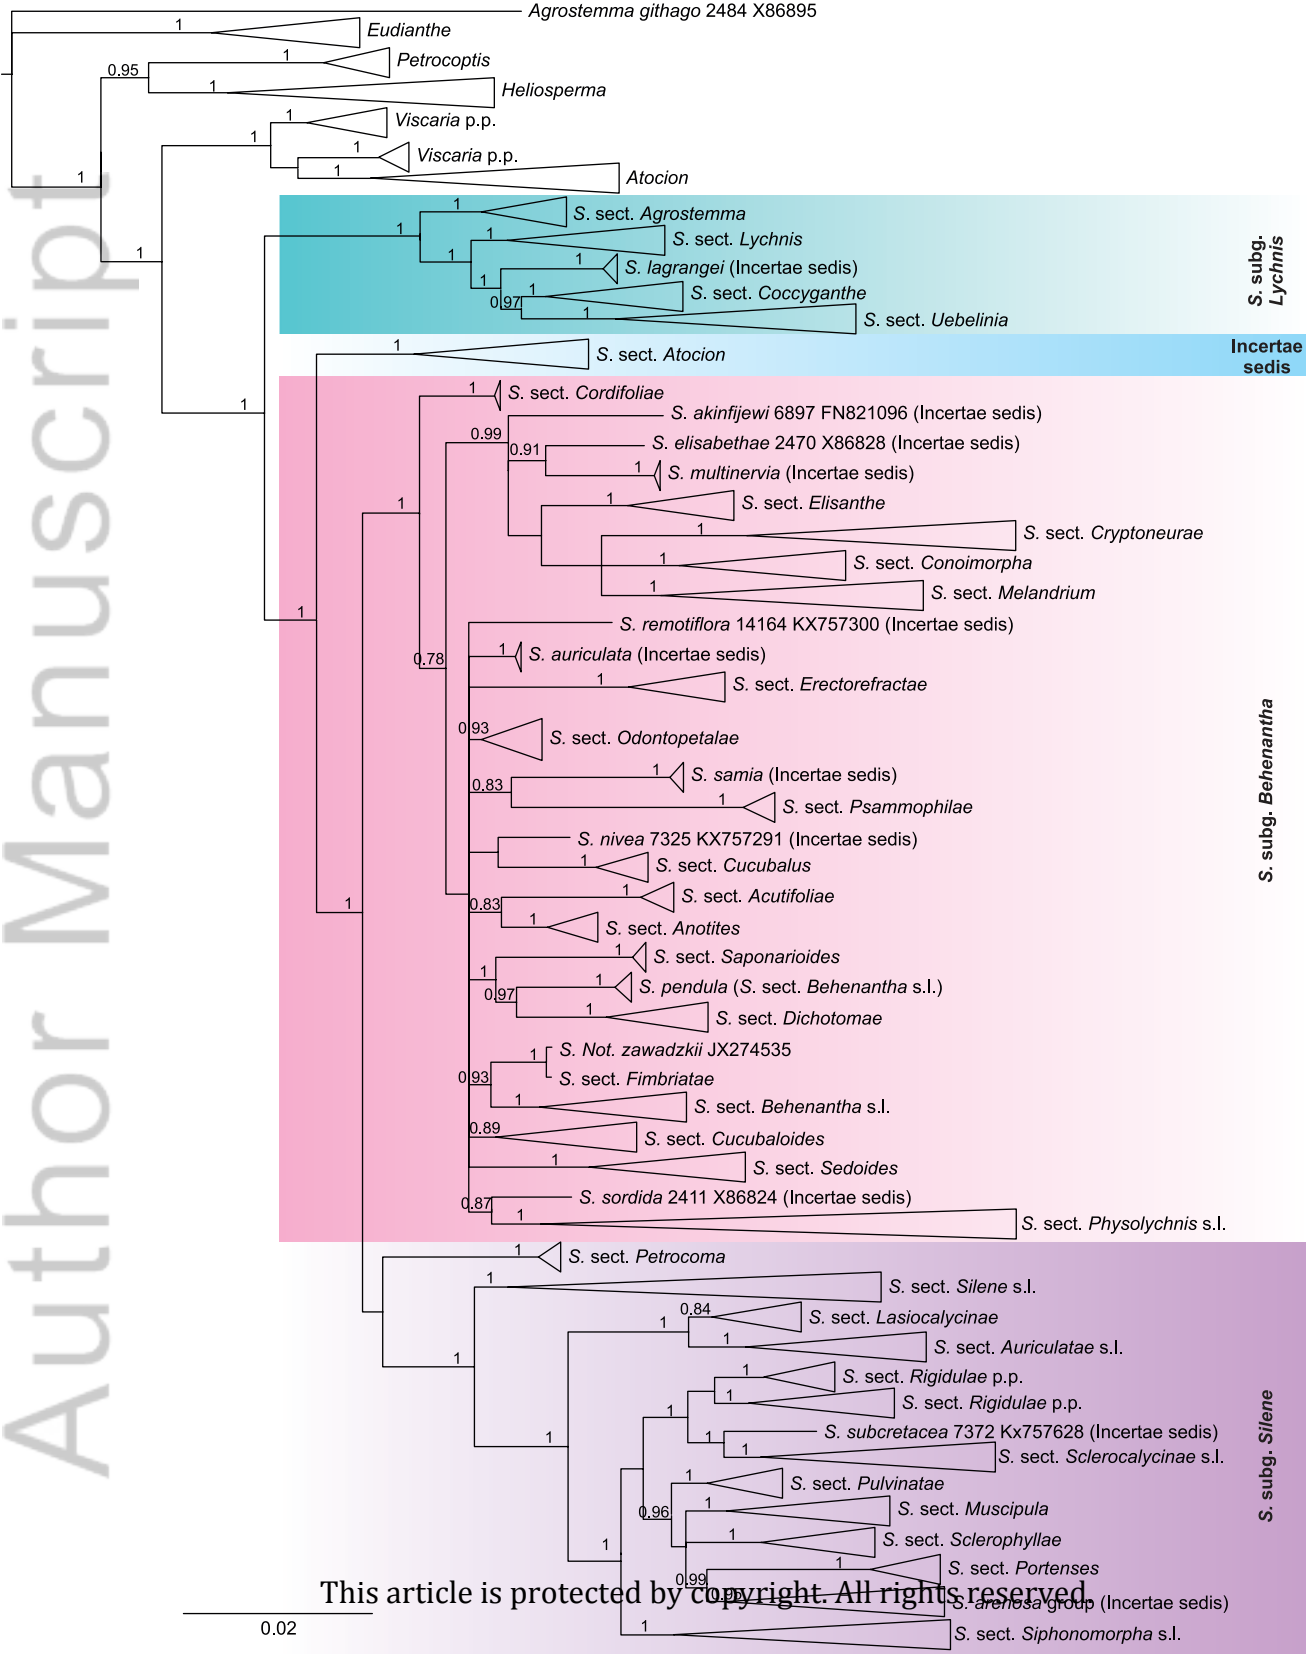 Agrostemma githago 2484 X86895
1
Eudianthe
1
Petrocoptis
0.95
1
Heliosperma
1
Viscaria p.p.
1
1
Viscaria p.p.
1
Atocion
1
1
S. sect. Agrostemma
1
1
S. sect. Lychnis
1
1
S. lagrangei (Incertae sedis)
1
1
S. sect. Coccyganthe
0.97
1
S. sect. Uebelinia
S. subg.
Lychnis
1
1
S. sect. Atocion
Incertae
sedis
1
1
S. sect. Cordifoliae
S. akinfijewi 6897 FN821096 (Incertae sedis)
0.99
S. elisabethae 2470 X86828 (Incertae sedis)
0.91
1
S. multinervia (Incertae sedis)
1
1
S. sect. Elisanthe
1
S. sect. Cryptoneurae
1
S. sect. Conoimorpha
1
S. sect. Melandrium
1
S. remotiflora 14164 KX757300 (Incertae sedis)
0.78
1
S. auriculata (Incertae sedis)
1
S. sect. Erectorefractae
0.93
S. sect. Odontopetalae
1
S. samia (Incertae sedis)
0.83
1
S. sect. Psammophilae
S. nivea 7325 KX757291 (Incertae sedis)
1
S. sect. Cucubalus
1
S. sect. Acutifoliae
1
0.83
1
S. sect. Anotites
1
S. sect. Saponarioides
1
1
S. pendula (S. sect. Behenantha s.l.)
0.97
1
S. sect. Dichotomae
1
S. Not. zawadzkii JX274535
S. sect. Fimbriatae
0.93
1
S. sect. Behenantha s.l.
0.89
S. sect. Cucubaloides
1
S. sect. Sedoides
S. sordida 2411 X86824 (Incertae sedis)
0.87
1
S. sect. Physolychnis s.l.
S. subg. Behenantha
1
S. sect. Petrocoma
1
S. sect. Silene s.l.
0.84
S. sect. Lasiocalycinae
1
1
S. sect. Auriculatae s.l.
1
1
S. sect. Rigidulae p.p.
1
S. sect. Rigidulae p.p.
1
S. subcretacea 7372 Kx757628 (Incertae sedis)
1
1
S. sect. Sclerocalycinae s.l.
1
1
S. sect. Pulvinatae
1
S. sect. Muscipula
0.96
1
S. sect. Sclerophyllae
1
1
S. sect. Portenses
0.99
0.95
S. arenosa group (Incertae sedis)
1
S. sect. Siphonomorpha s.l.
S. subg. Silene
0.02
This article is protected by copyright. All rights reserved.
Author Manuscript